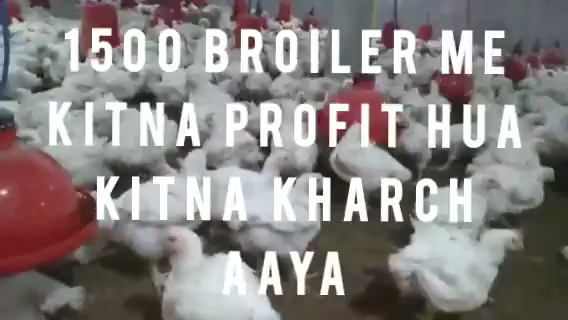 1500 BROILER ME
KITNA PROFIT HUA
KITNA KHARCH
AAYA